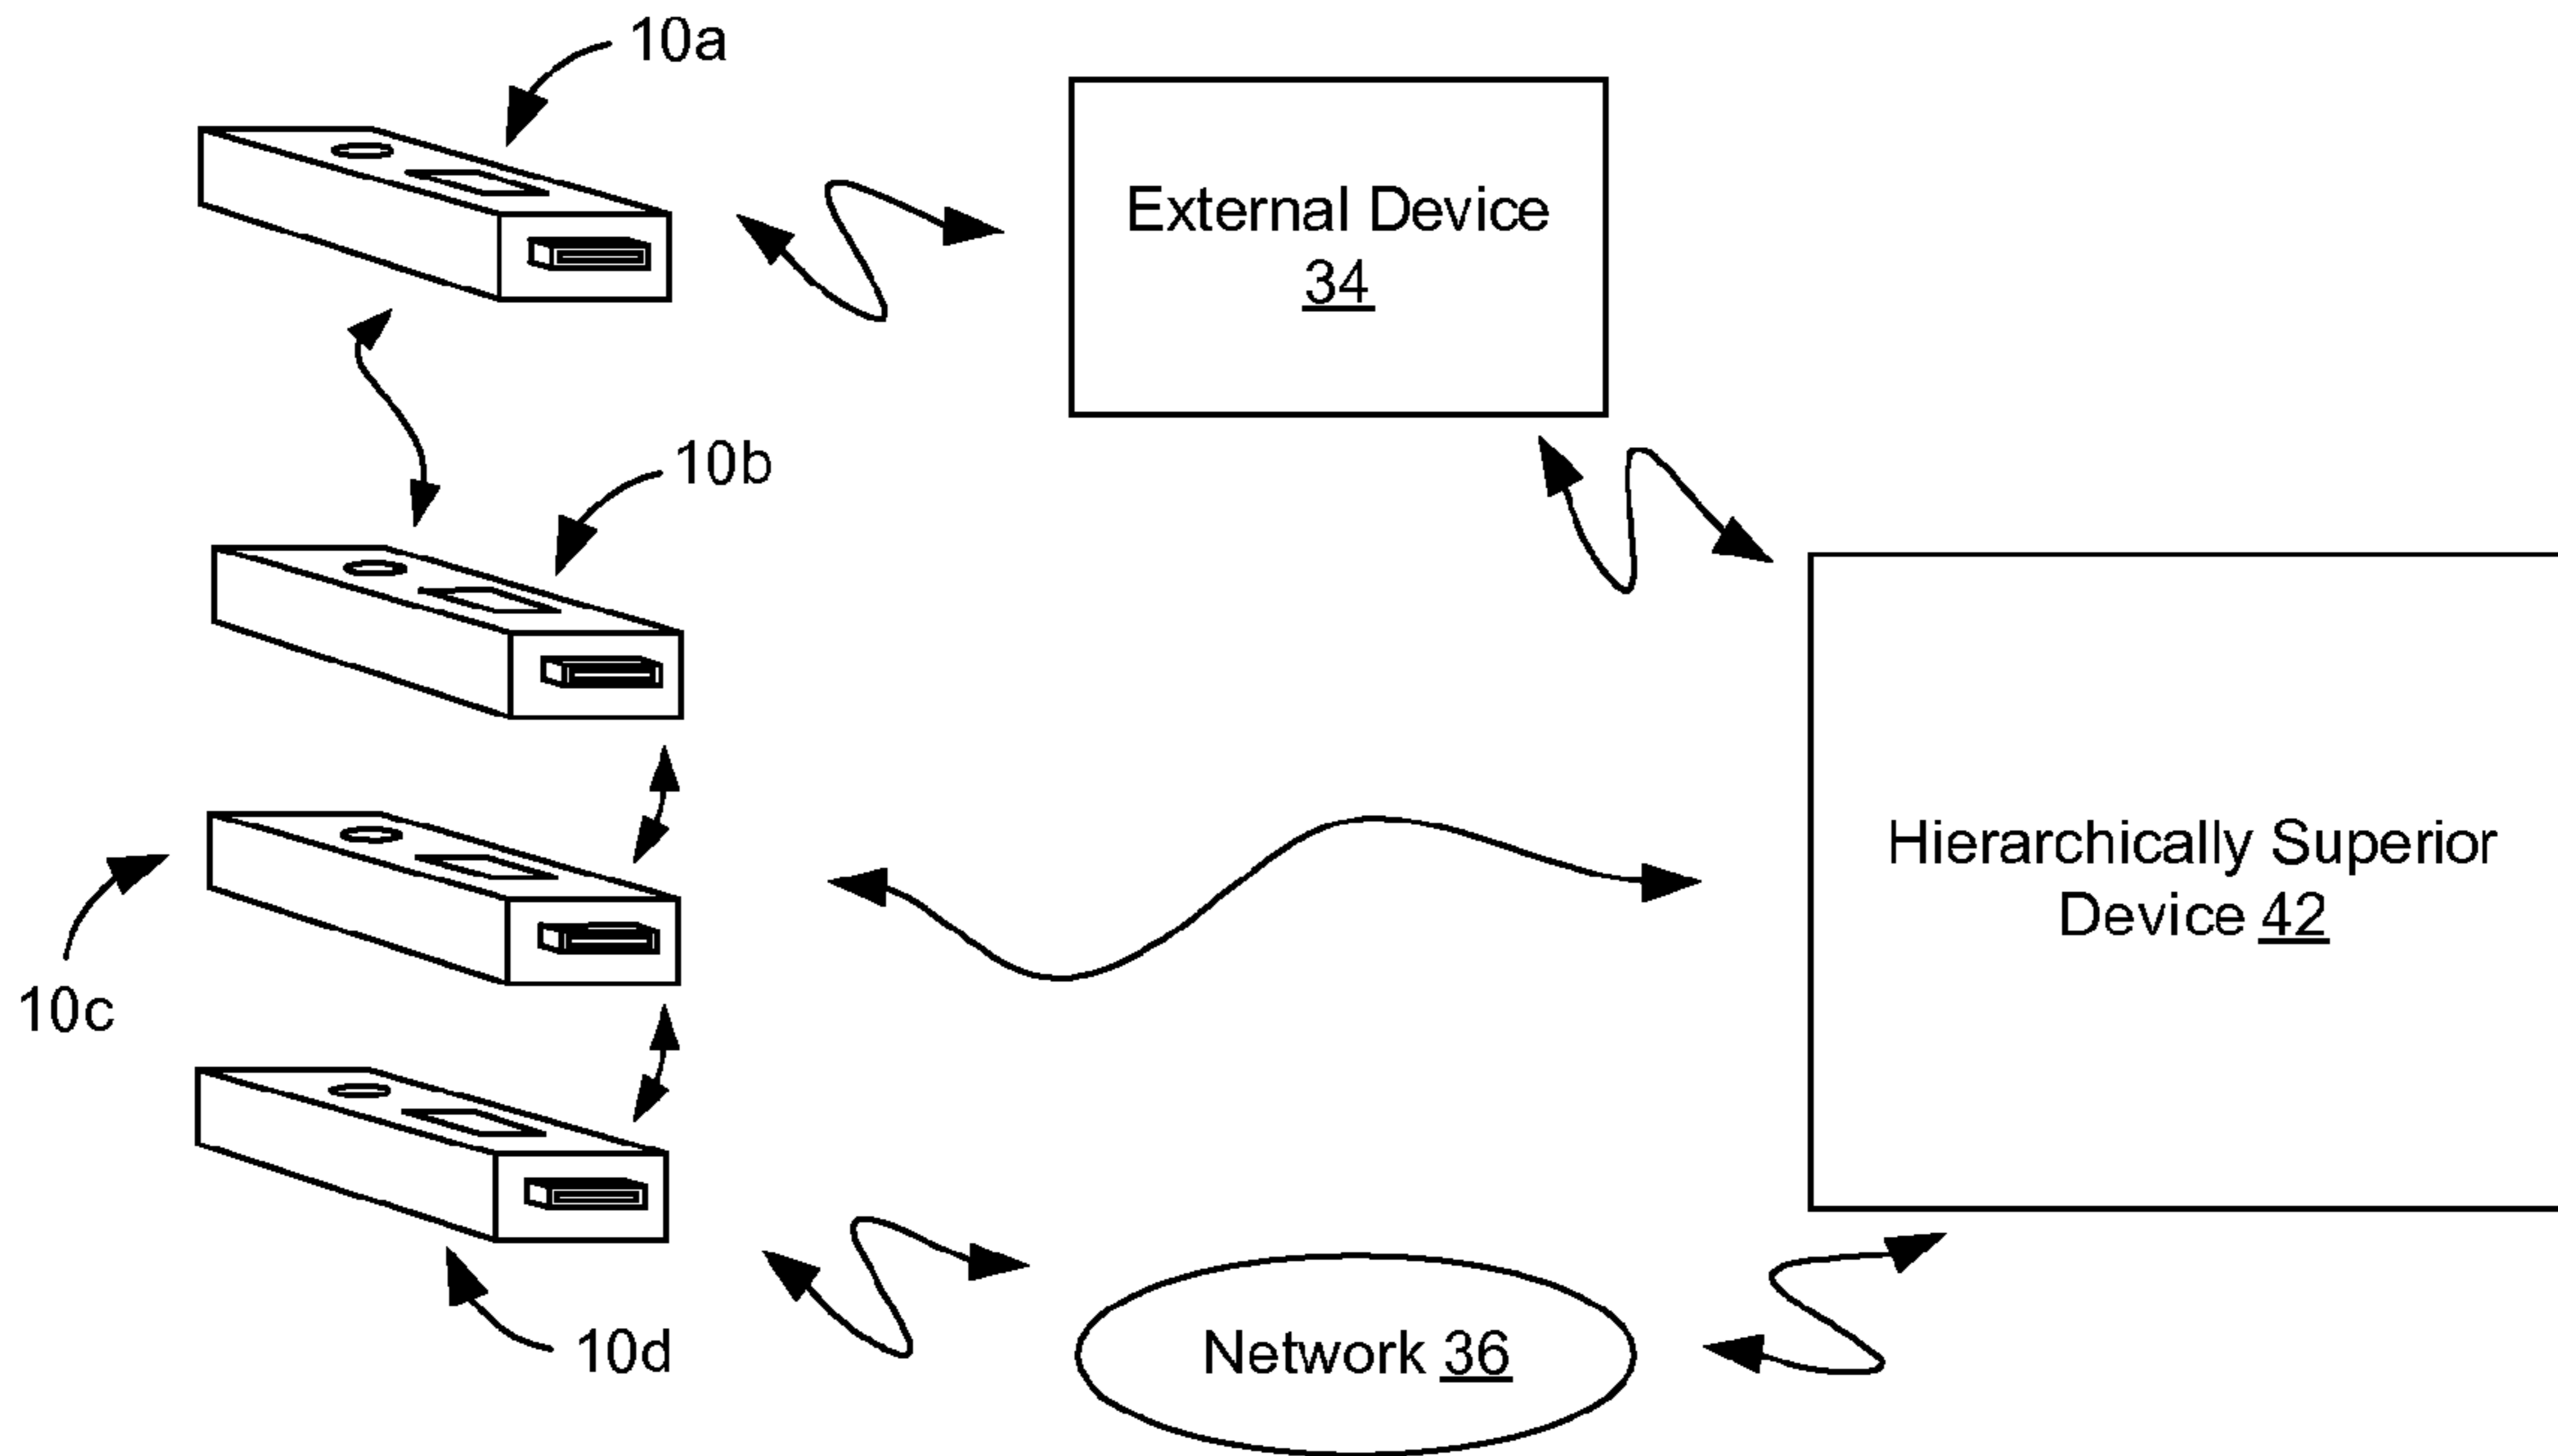 10a
External Device
34
10b
Hierarchically Superior
Device 42
10c
10d
Network 36